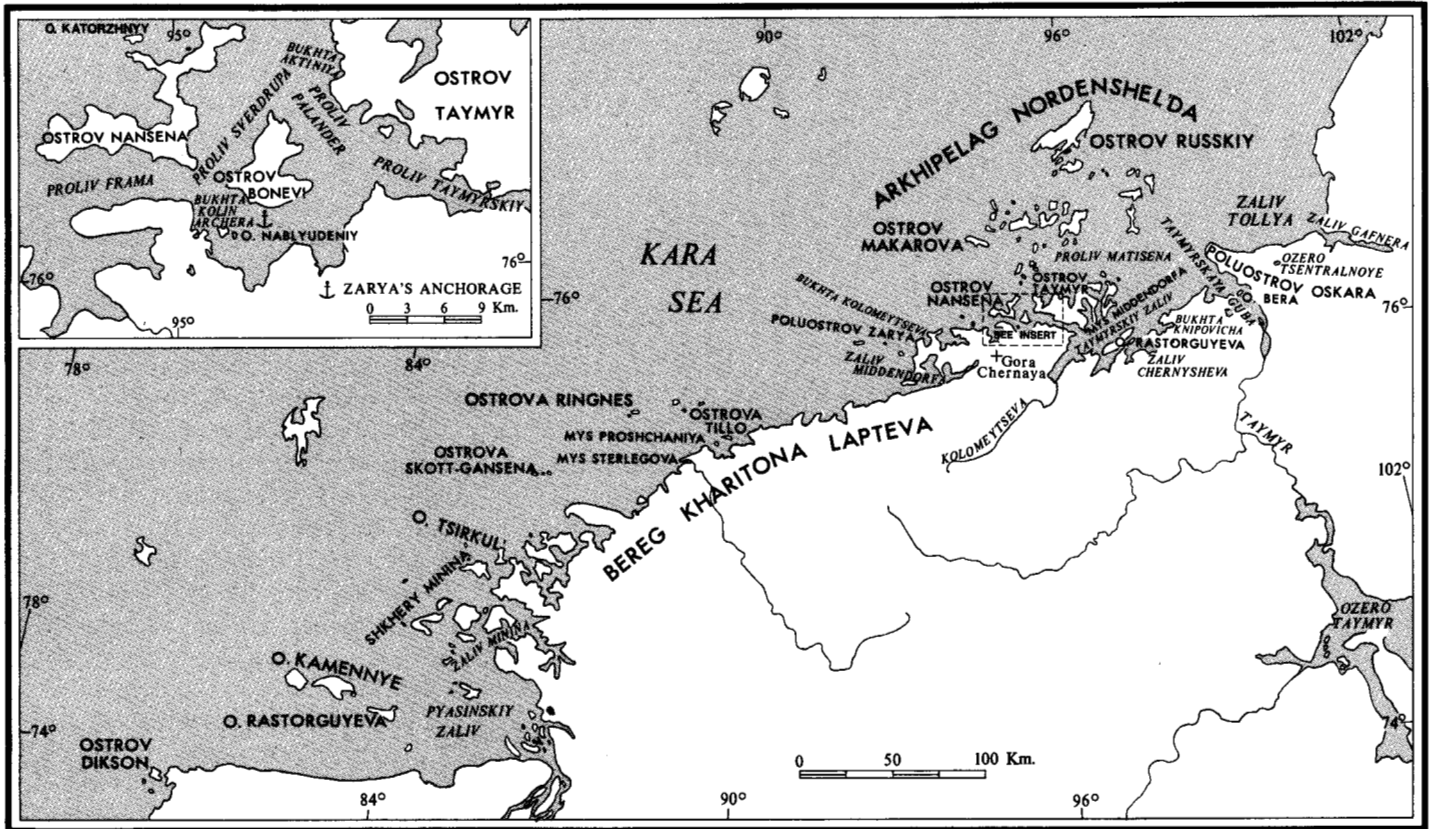 O. KATORZHNYY
95°
BUKHTA
AKTINIYA
OSTROV
TAYMYR
PROLIV SVERDRUPA
PROLIV
PALANDER
OSTROV NANSENA
PROLIV FRAMA
OSTROV
BONEVI
PROLIV TAYMYRSKIY
BUKHTA
KOLIN
ARCHERA
O. NABLYUDENIY
76°
76°
ZARYA'S ANCHORAGE
0 3 6 9 Km.
95°
90°
96°
102°
ARKHIPELAG NORDENSHEL'DA
OSTROV RUSSKIY
KARA
SEA
OSTROV
MAKAROVA
ZALIV
TOLLYA
ZALIV GAFNERA
PROLIV MATISENA
TAYMYRSKAYA GUBA
OZERO
TSENTRALNOYE
POLUOSTROV OSKARA
BERA
76°
76°
BUKHTA KOLOMEYTSEVA
OSTROV
NANSENA
OSTROV
TAYMYR
MYS MIDDENDORFA
TAYMYRSKIY ZALIV
POLUOSTROV ZARYA
SEE INSERT
BUKHTA
KNIPOVICHA
RASTORGUYEVA
ZALIV
MIDDENDORFA
Gora
Chernaya
ZALIV
CHERNYSHEVA
78°
84°
OSTROVA RINGNES
OSTROVA
TILLO
MYS PROSHCHANIYA
MYS STERLEGOVA
OSTROVA
SKOTT-GANSENA
BEREG KHARITONA LAPTEVA
KOLOMEYTSEVA
TAYMYR
102°
O. TSIRKUL'
SHKHERY MININA
ZALIV MININA
78°
OZERO
TAYMYR
O. KAMENNYE
O. RASTORGUYEVA
PYASINSKIY
ZALIV
74°
74°
OSTROV
DIKSON
0 50 100 Km.
84°
90°
96°